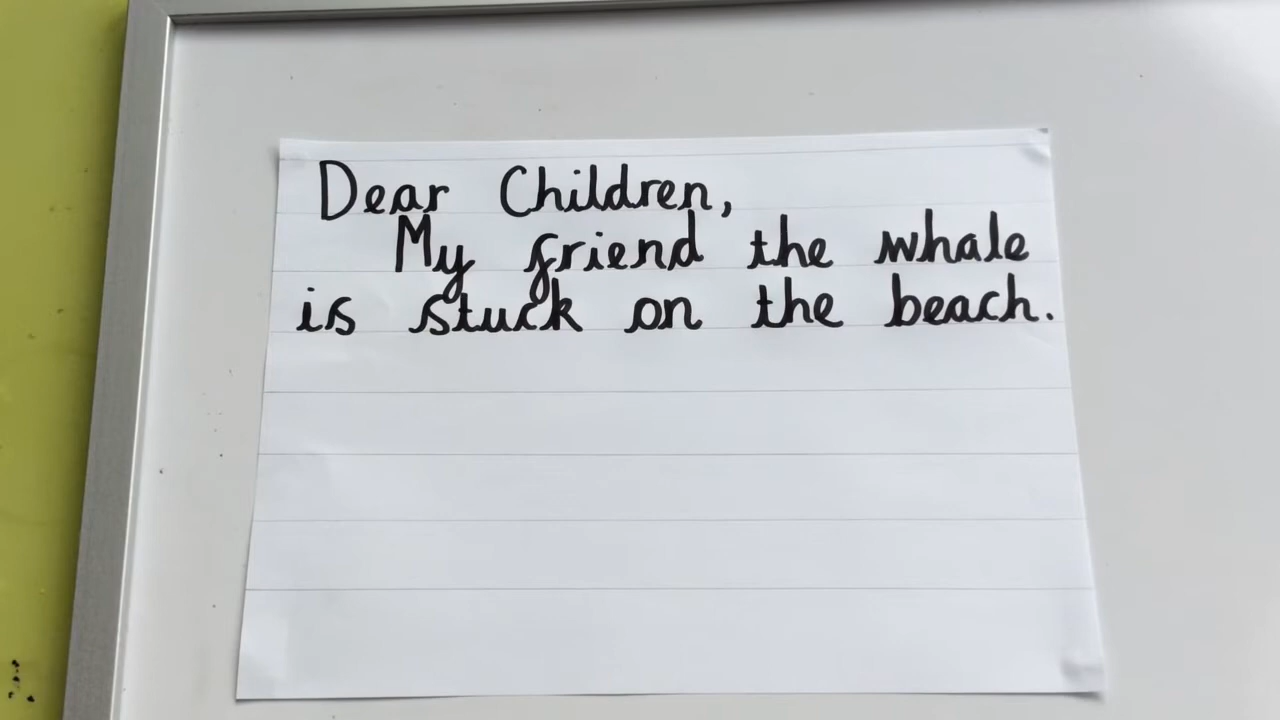 Dear Children,
My friend the whale
is stuck on the beach.